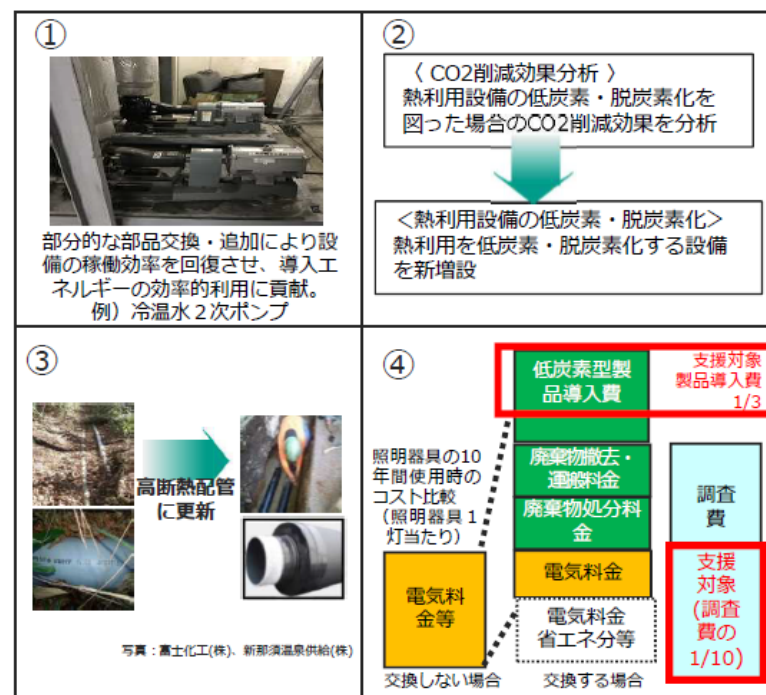 ①
部分的な部品交換・追加により設
備の稼働効率を回復させ、導入エ
ネルギーの効率的利用に貢献。
例）冷温水２次ポンプ
②
〈 CO2削減効果分析 〉
熱利用設備の低炭素・脱炭素化を
図った場合のCO2削減効果を分析
＜熱利用設備の低炭素・脱炭素化＞
熱利用を低炭素・脱炭素化する設備
を新増設
③
高断熱配管
に更新
写真：富士化工(株)、新那須温泉供給(株)
④
低炭素型製
品導入費
支援対象
製品導入費
1/3
照明器具の10
年間使用時の
コスト比較
（照明器具１
灯当たり）
廃棄物撤去・
運搬料金
廃棄物処分料
金
電気料金
電気料金
省エネ分等
電気料
金等
調査
費
支援
対象
(調査
費の
1/10)
交換しない場合
交換する場合